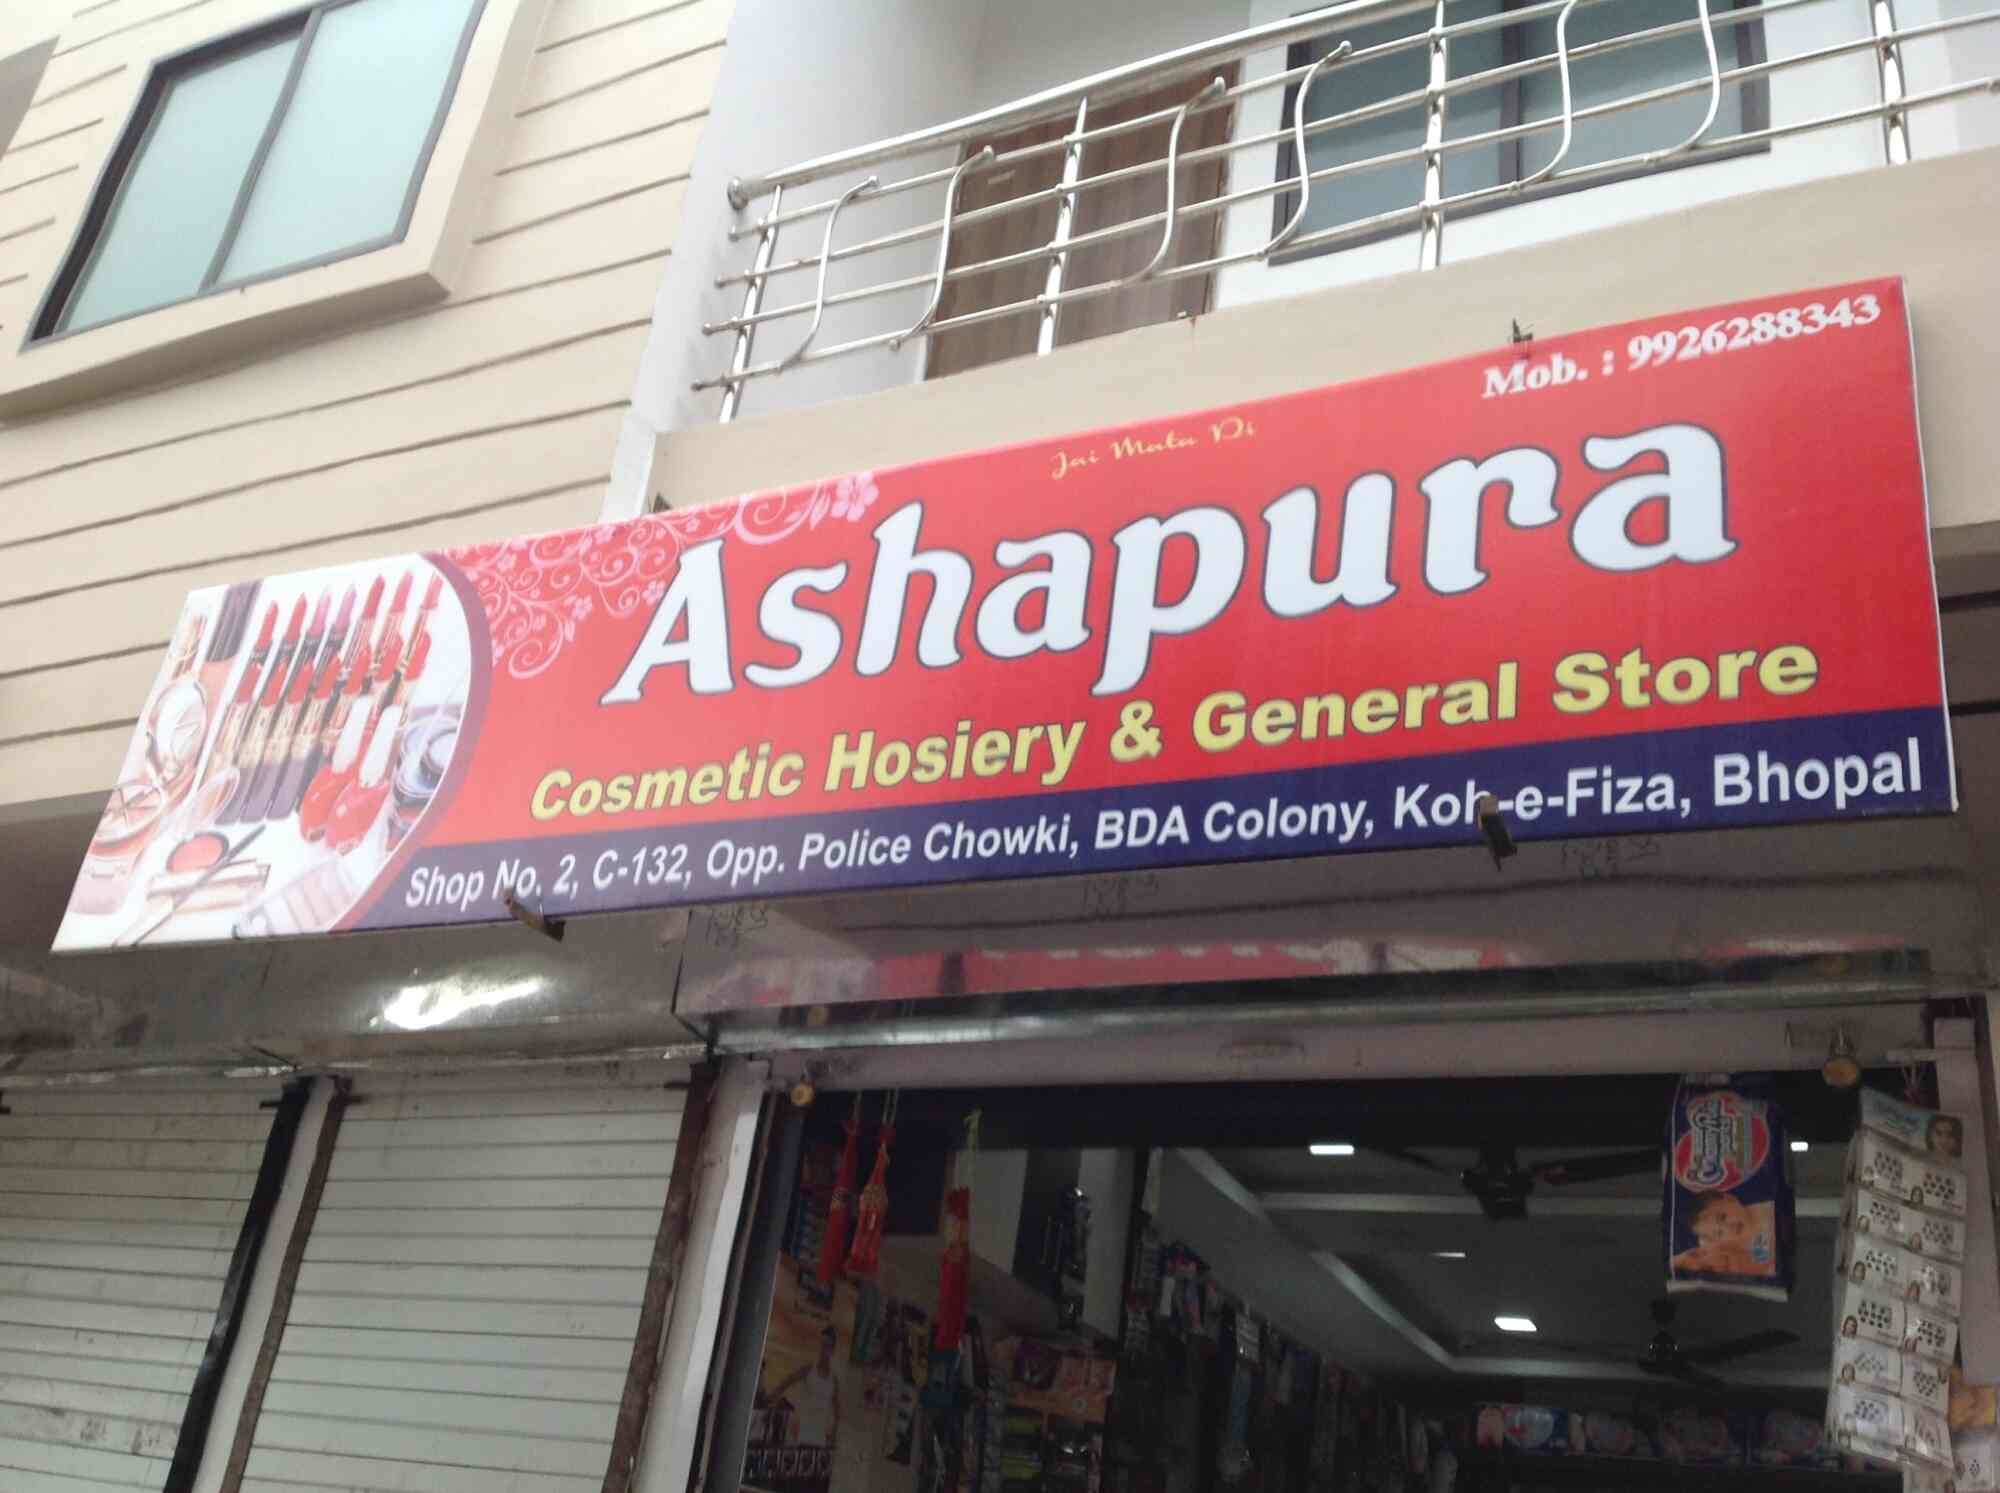 Mob. : 9926288343
Jai Mata Di
Ashapura
Cosmetic Hosiery & General Store
Shop No. 2, C-132, Opp. Police Chowki, BDA Colony, Koh-e-Fiza, Bhopal